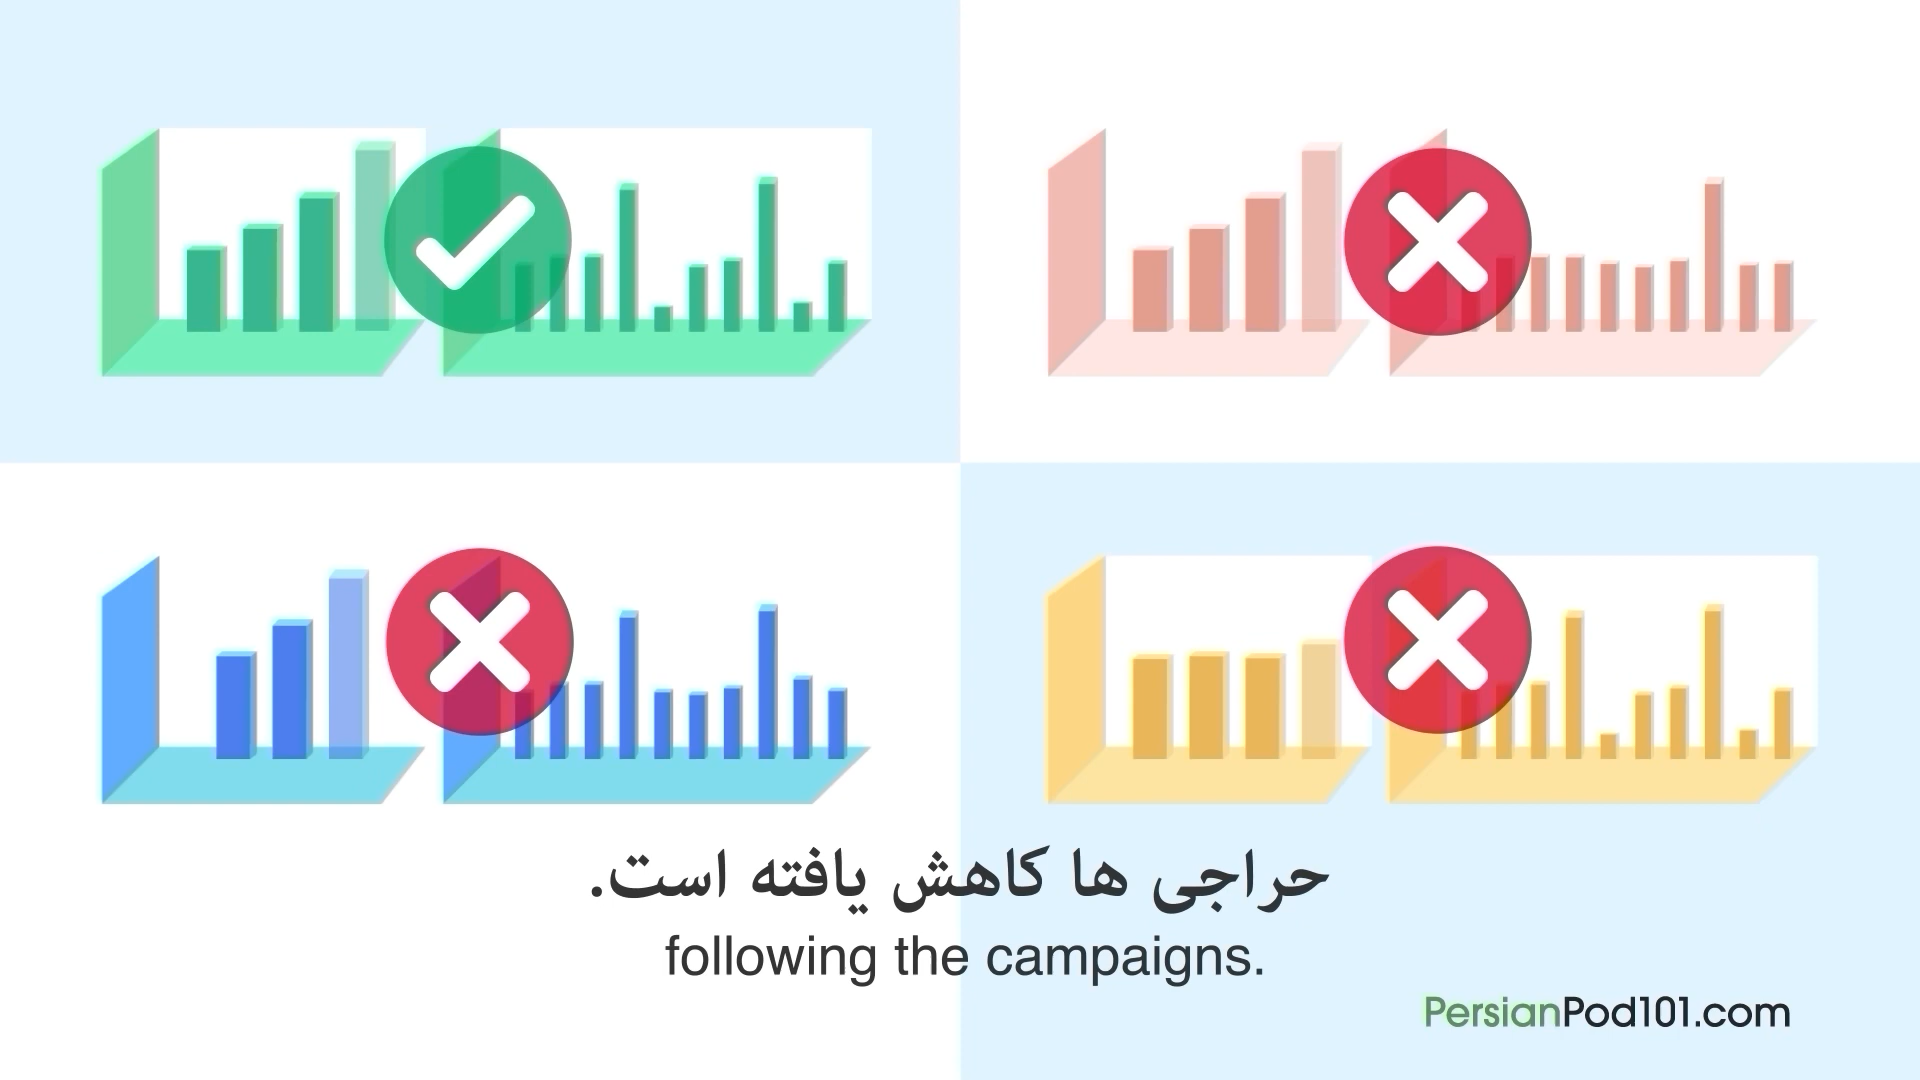 حراجی ها کاهش یافته است.
following the campaigns.
PersianPod101.com